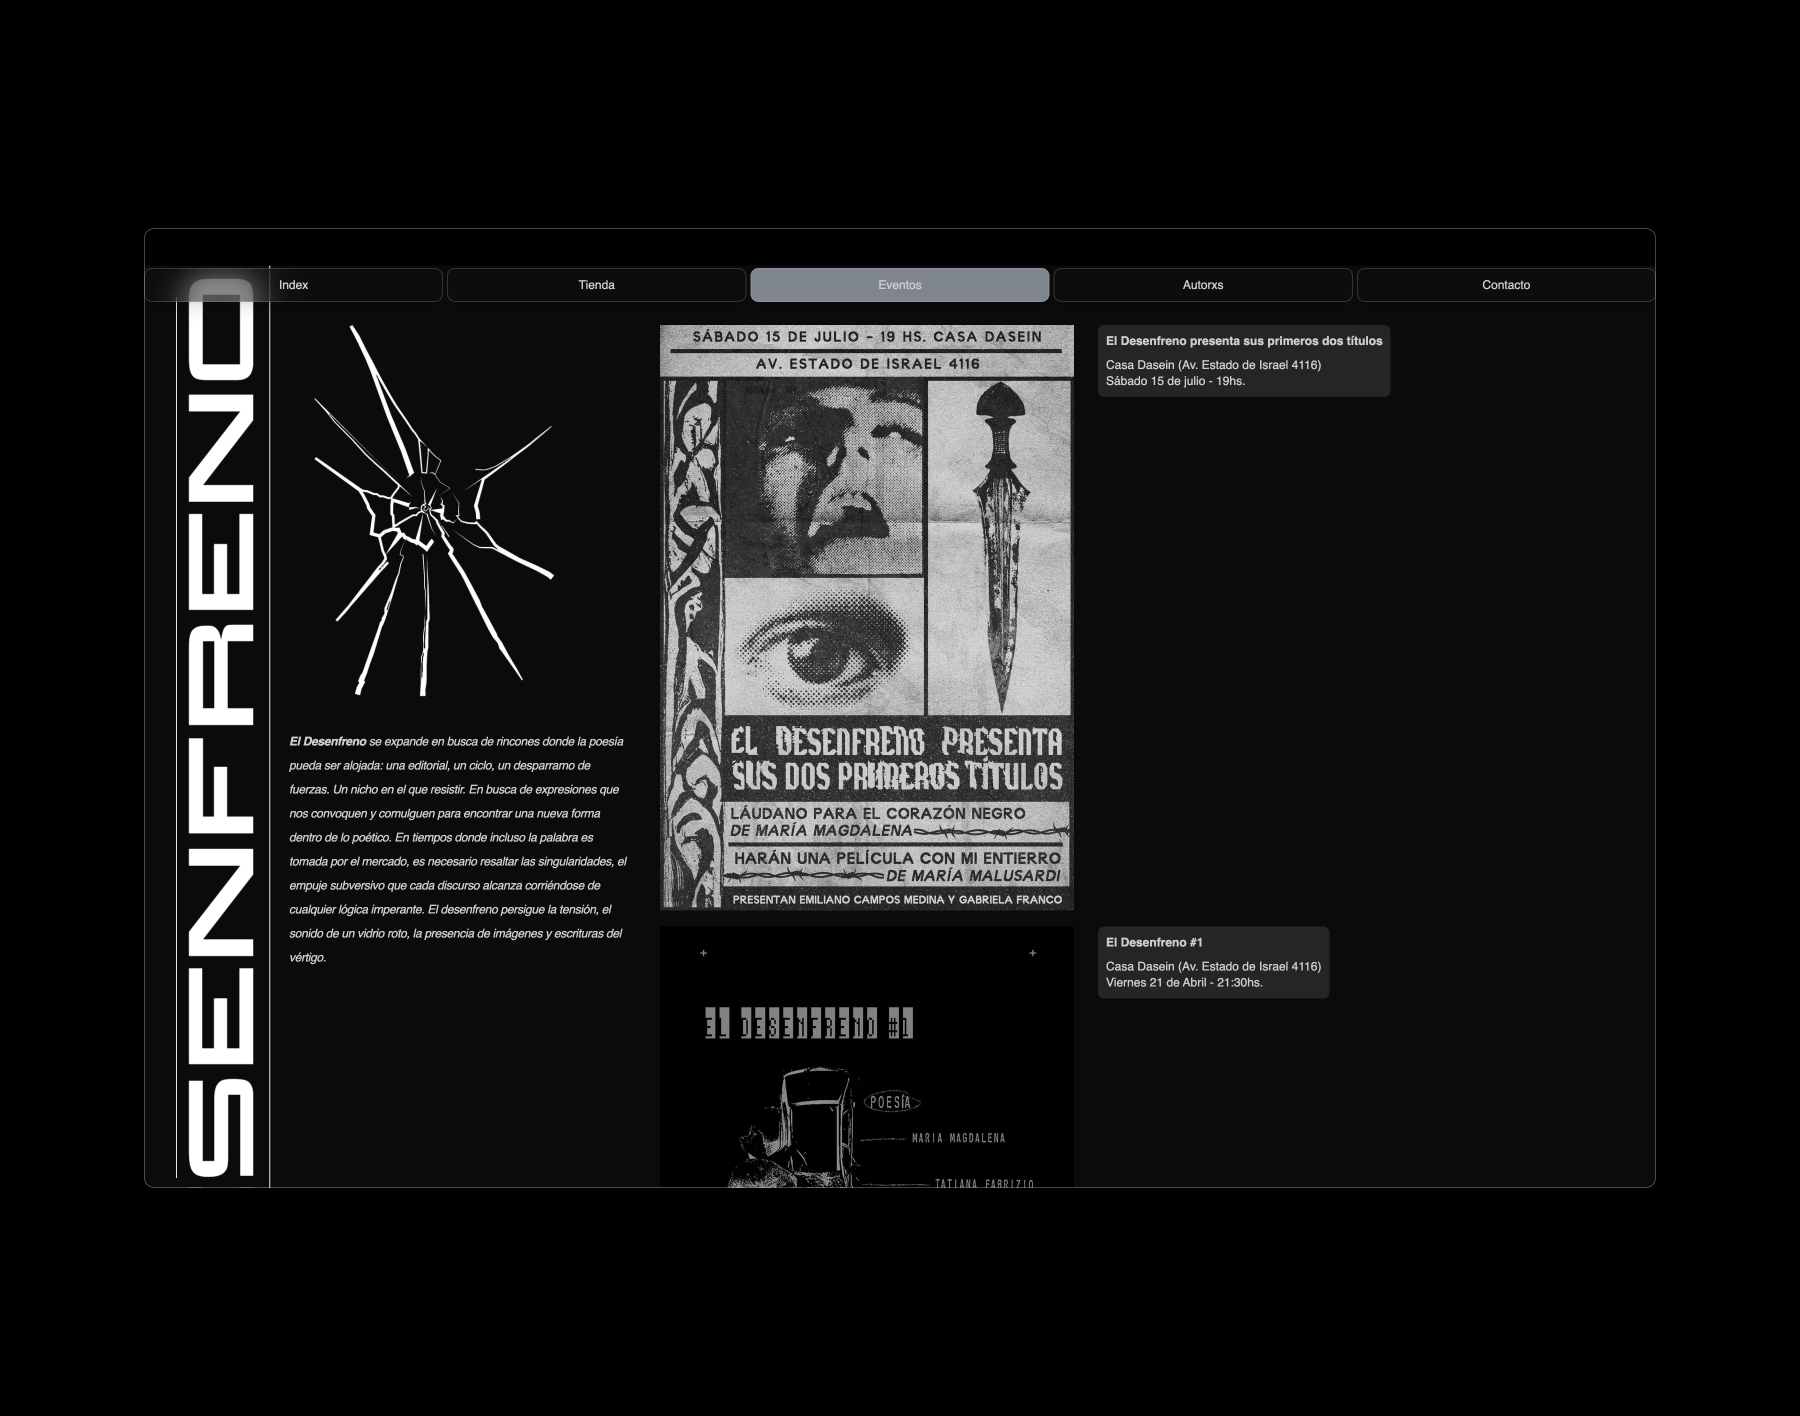 Index
Tienda
Eventos
Autorxs
Contacto
SENFRENO
El Desenfreno se expande en busca de rincones donde la poesía
pueda ser alojada: una editorial, un ciclo, un desparramo de
fuerzas. Un nicho en el que resistir. En busca de expresiones que
nos convoquen y comulguen para encontrar una nueva forma
dentro de lo poético. En tiempos donde incluso la palabra es
tomada por el mercado, es necesario resaltar las singularidades, el
empuje subversivo que cada discurso alcanza corriéndose de
cualquier lógica imperante. El desenfreno persigue la tensión, el
sonido de un vidrio roto, la presencia de imágenes y escrituras del
vértigo.
SÁBADO 15 DE JULIO - 19 HS. CASA DASEIN
AV. ESTADO DE ISRAEL 4116
EL DESENFRENO PRESENTA
SUS DOS PRIMEROS TÍTULOS
LÁUDANO PARA EL CORAZÓN NEGRO
DE MARÍA MAGDALENA
HARÁN UNA PELÍCULA CON MI ENTIERRO
DE MARÍA MALUSARDI
PRESENTAN EMILIANO CAMPOS MEDINA Y GABRIELA FRANCO
El Desenfreno presenta sus primeros dos títulos
Casa Dasein (Av. Estado de Israel 4116)
Sábado 15 de julio - 19hs.
EL DESENFRENO #1
POESÍA
MARIA MAGDALENA
TATIANA FABRIZIO
El Desenfreno #1
Casa Dasein (Av. Estado de Israel 4116)
Viernes 21 de Abril - 21:30hs.